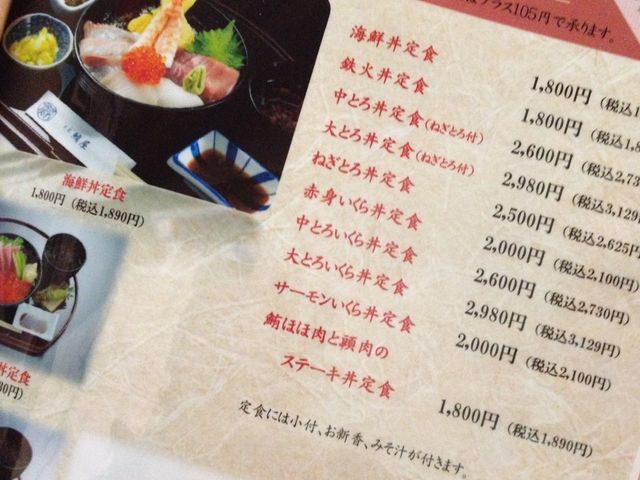 はプラス105円で承ります。
海鮮丼定食 1,800円 (税込
鉄火丼定食 1,800円 (税込1,8
中とろ丼定食(ねぎとろ付) 2,600円 (税込2,73
大とろ丼定食(ねぎとろ付) 2,980円 (税込3,129円
ねぎとろ丼定食 2,500円 (税込2,625円
赤身いくら丼定食 2,000円 (税込2,100円)
中とろいくら丼定食 2,600円 (税込2,730円)
大とろいくら丼定食 2,980円 (税込3,129円)
サーモンいくら丼定食 2,000円 (税込2,100円)
鮪ほほ肉と頭肉の
ステーキ丼定食 1,800円 (税込1,890円)
定食には小付、お新香、みそ汁が付きます。
海鮮丼定食
1,800円 (税込1,890円)
丼定食
30円)